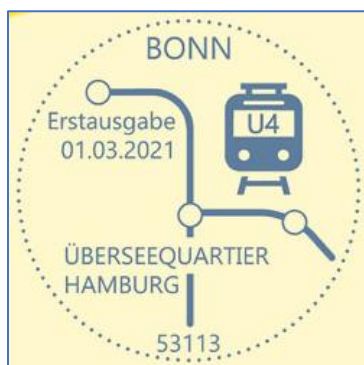 BONN
U4
Erstausgabe
01.03.2021
ÜBERSEEQUARTIER
HAMBURG
53113